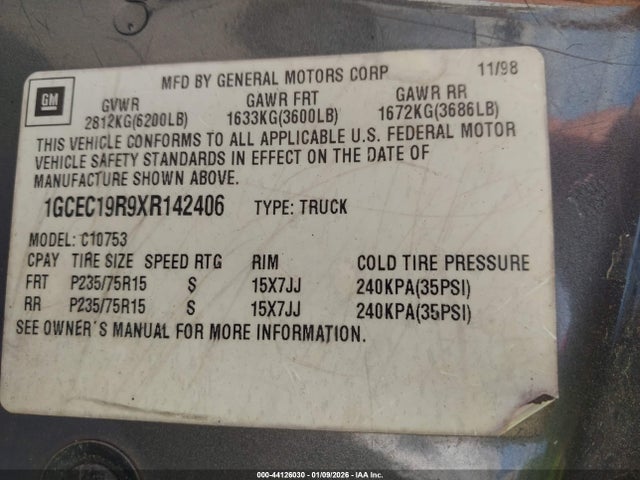 MFD BY GENERAL MOTORS CORP 11/98
GM
GVWR GAWR FRT GAWR RR
2812KG(6200LB) 1633KG(3600LB) 1672KG(3686LB)
THIS VEHICLE CONFORMS TO ALL APPLICABLE U.S. FEDERAL MOTOR
VEHICLE SAFETY STANDARDS IN EFFECT ON THE DATE OF
MANUFACTURE SHOWN ABOVE.
1GCEC19R9XR142406 TYPE: TRUCK
MODEL: C10753
CPAY TIRE SIZE SPEED RTG RIM COLD TIRE PRESSURE
FRT P235/75R15 S 15X7JJ 240KPA(35PSI)
RR P235/75R15 S 15X7JJ 240KPA(35PSI)
SEE OWNER'S MANUAL FOR MORE INFORMATION.
000-44126030 - 01/09/2026 - IAA Inc.